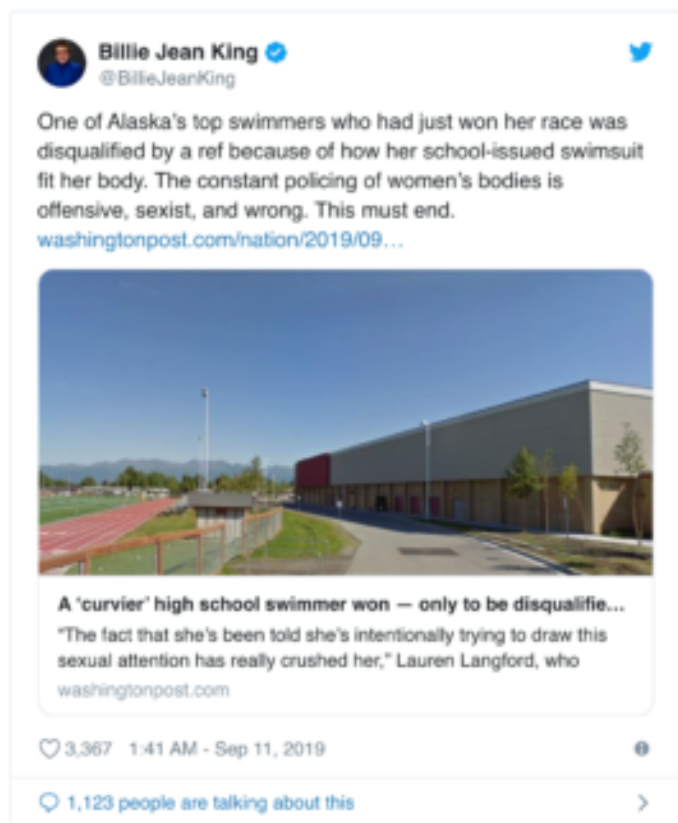 Billie Jean King
@BillieJeanKing
One of Alaska's top swimmers who had just won her race was
disqualified by a ref because of how her school-issued swimsuit
fit her body. The constant policing of women's bodies is
offensive, sexist, and wrong. This must end.
washingtonpost.com/nation/2019/09…
A 'curvier' high school swimmer won — only to be disqualifie...
"The fact that she's been told she's intentionally trying to draw this
sexual attention has really crushed her," Lauren Langford, who
washingtonpost.com
3,367 1:41 AM - Sep 11, 2019
1,123 people are talking about this